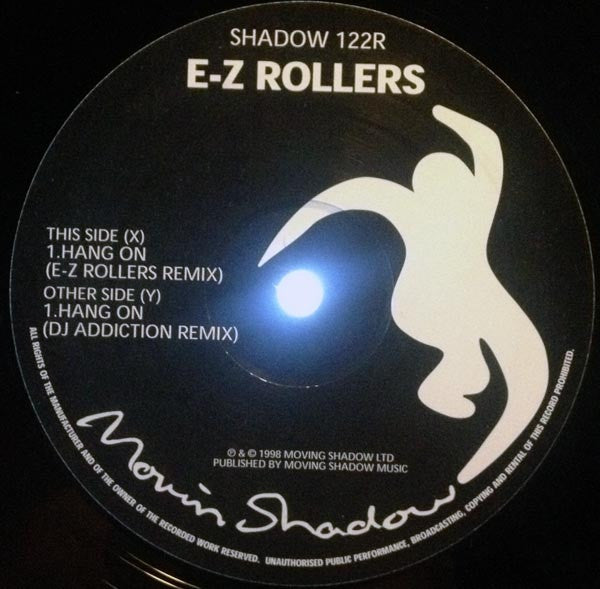 SHADOW 122R
E-Z ROLLERS
THIS SIDE (X)
1.HANG ON
(E-Z ROLLERS REMIX)
OTHER SIDE (Y)
1.HANG ON
(DJ ADDICTION REMIX)
℗ & © 1998 MOVING SHADOW LTD
PUBLISHED BY MOVING SHADOW MUSIC
Movin Shadow
ALL RIGHTS OF THE MANUFACTURER AND OF THE OWNER OF THE RECORDED WORK RESERVED. UNAUTHORISED PUBLIC PERFORMANCE, BROADCASTING, COPYING AND RENTAL OF THIS RECORD PROHIBITED.